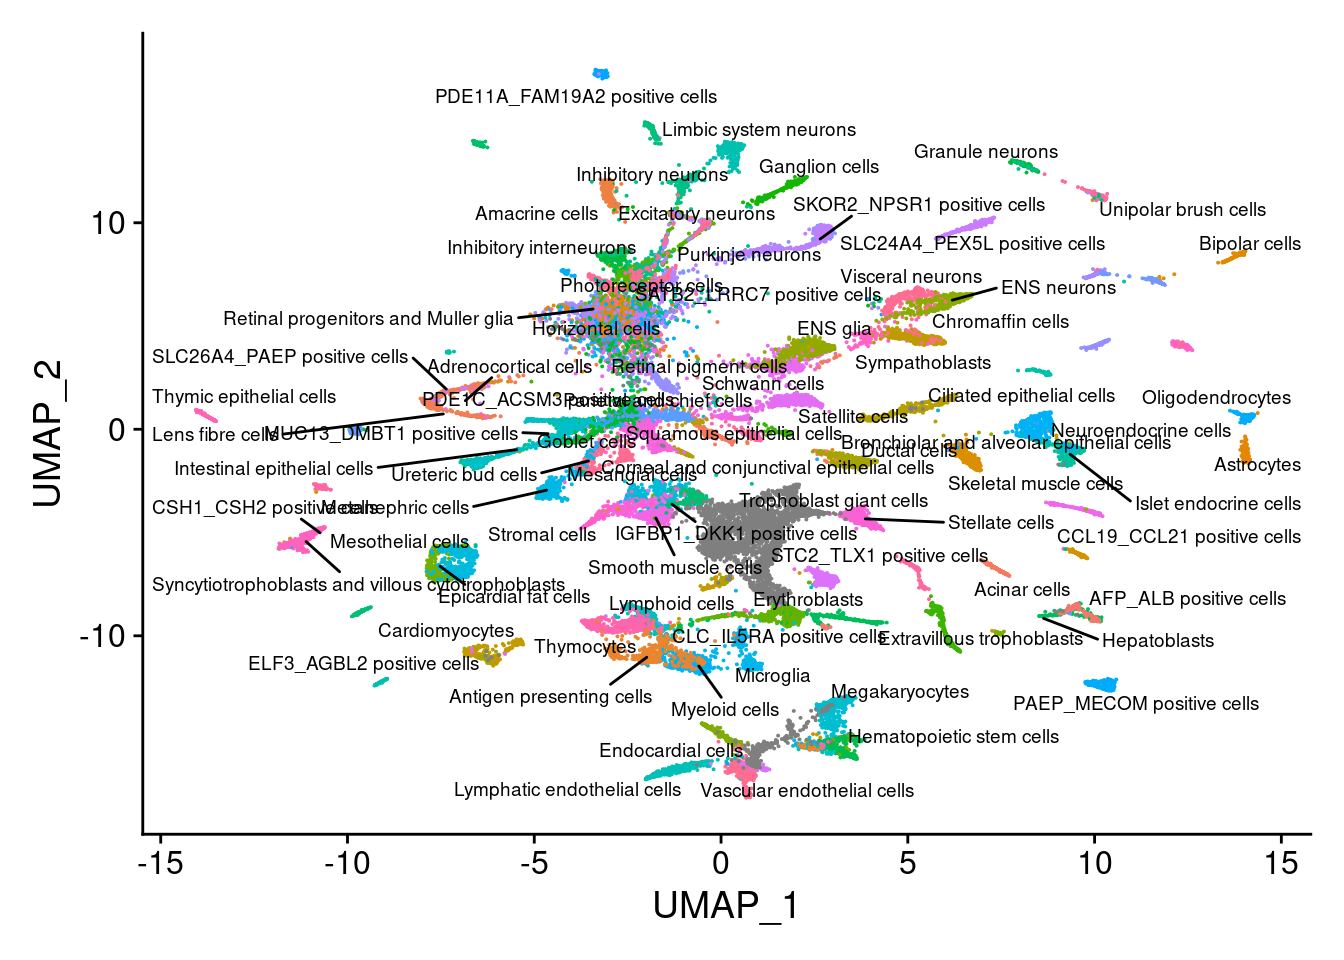 PDE11A_FAM19A2 positive cells
Limbic system neurons
Granule neurons
Ganglion cells
Inhibitory neurons
SKOR2_NPSR1 positive cells
Unipolar brush cells
Amacrine cells
Excitatory neurons
10
SLC24A4_PEX5L positive cells
Bipolar cells
Inhibitory interneurons
Purkinje neurons
Visceral neurons
Photoreceptor cells
ENS neurons
SATB2_LRRC7 positive cells
Retinal progenitors and Muller glia
Chromaffin cells
Horizontal cells
ENS glia
SLC26A4_PAEP positive cells
Adrenocortical cells
Retinal pigment cells
Sympathoblasts
Schwann cells
Thymic epithelial cells
PDE1C_ACSM3 positive cells
Parietal and chief cells
Ciliated epithelial cells
Oligodendrocytes
Satellite cells
0
Lens fibre cells
MUC13_DMBT1 positive cells
Squamous epithelial cells
Neuroendocrine cells
Goblet cells
Bronchiolar and alveolar epithelial cells
Ductal cells
Intestinal epithelial cells
Corneal and conjunctival epithelial cells
Astrocytes
Ureteric bud cells
Mesangial cells
Skeletal muscle cells
Trophoblast giant cells
Islet endocrine cells
CSH1_CSH2 positive cells
Metanephric cells
Stellate cells
Stromal cells
IGFBP1_DKK1 positive cells
CCL19_CCL21 positive cells
Mesothelial cells
STC2_TLX1 positive cells
Smooth muscle cells
Syncytiotrophoblasts and villous cytotrophoblasts
Acinar cells
Epicardial fat cells
Lymphoid cells
Erythroblasts
AFP_ALB positive cells
Cardiomyocytes
-10
CLC_IL5RA positive cells
Extravillous trophoblasts
Hepatoblasts
Thymocytes
ELF3_AGBL2 positive cells
Microglia
Antigen presenting cells
Megakaryocytes
PAEP_MECOM positive cells
Myeloid cells
Hematopoietic stem cells
Endocardial cells
Lymphatic endothelial cells
Vascular endothelial cells
-15
-10
-5
0
5
10
15
UMAP_1
UMAP_2